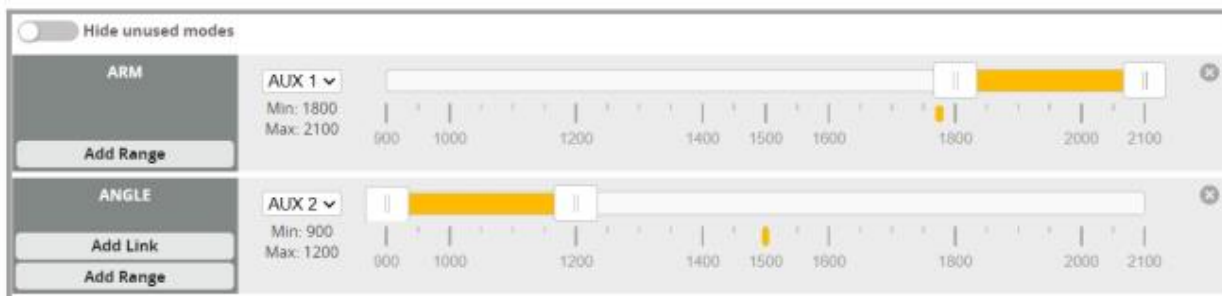 Hide unused modes
ARM
AUX 1
Min: 1800
Max: 2100
900 1000 1200 1400 1500 1600 1800 2000 2100
Add Range
ANGLE
AUX 2
Min: 900
Max: 1200
Add Link
900 1000 1200 1400 1500 1600 1800 2000 2100
Add Range